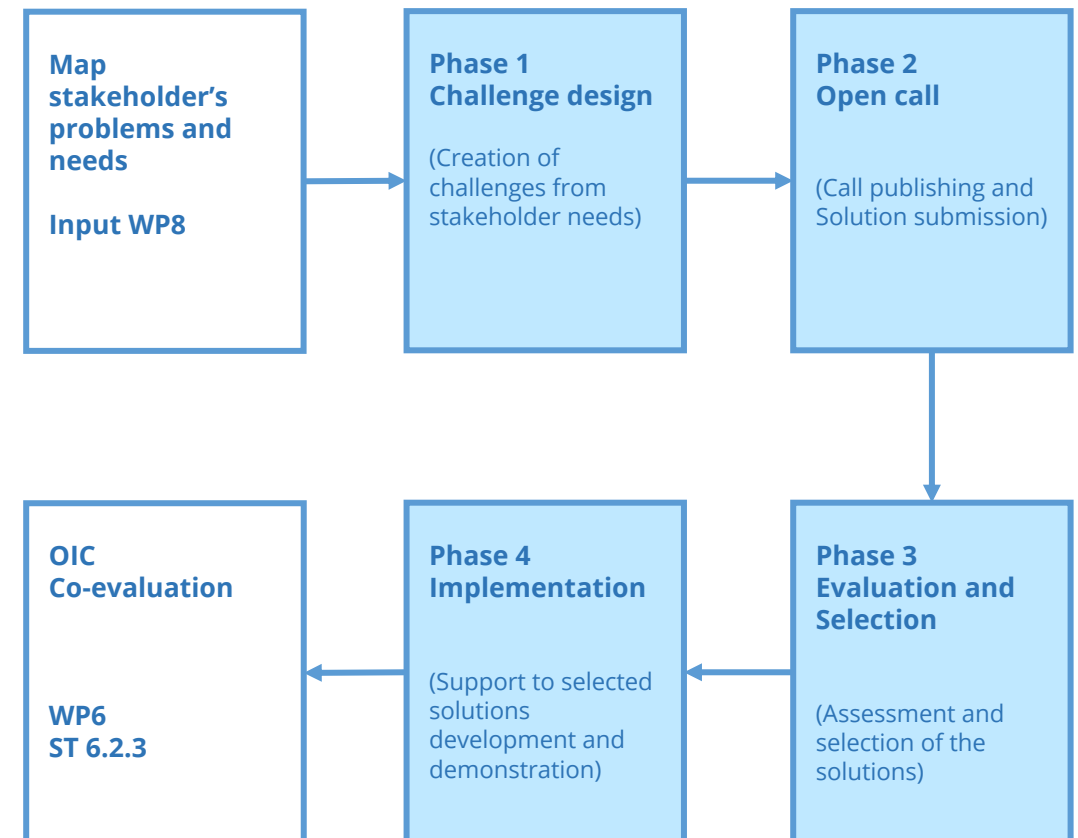 Map
stakeholder’s
problems and
needs
Input WP8
Phase 1
Challenge design
(Creation of
challenges from
stakeholder needs)
Phase 2
Open call
(Call publishing and
Solution submission)
Phase 3
Evaluation and
Selection
(Assessment and
selection of the
solutions)
Phase 4
Implementation
(Support to selected
solutions
development and
demonstration)
OIC
Co-evaluation
WP6
ST 6.2.3